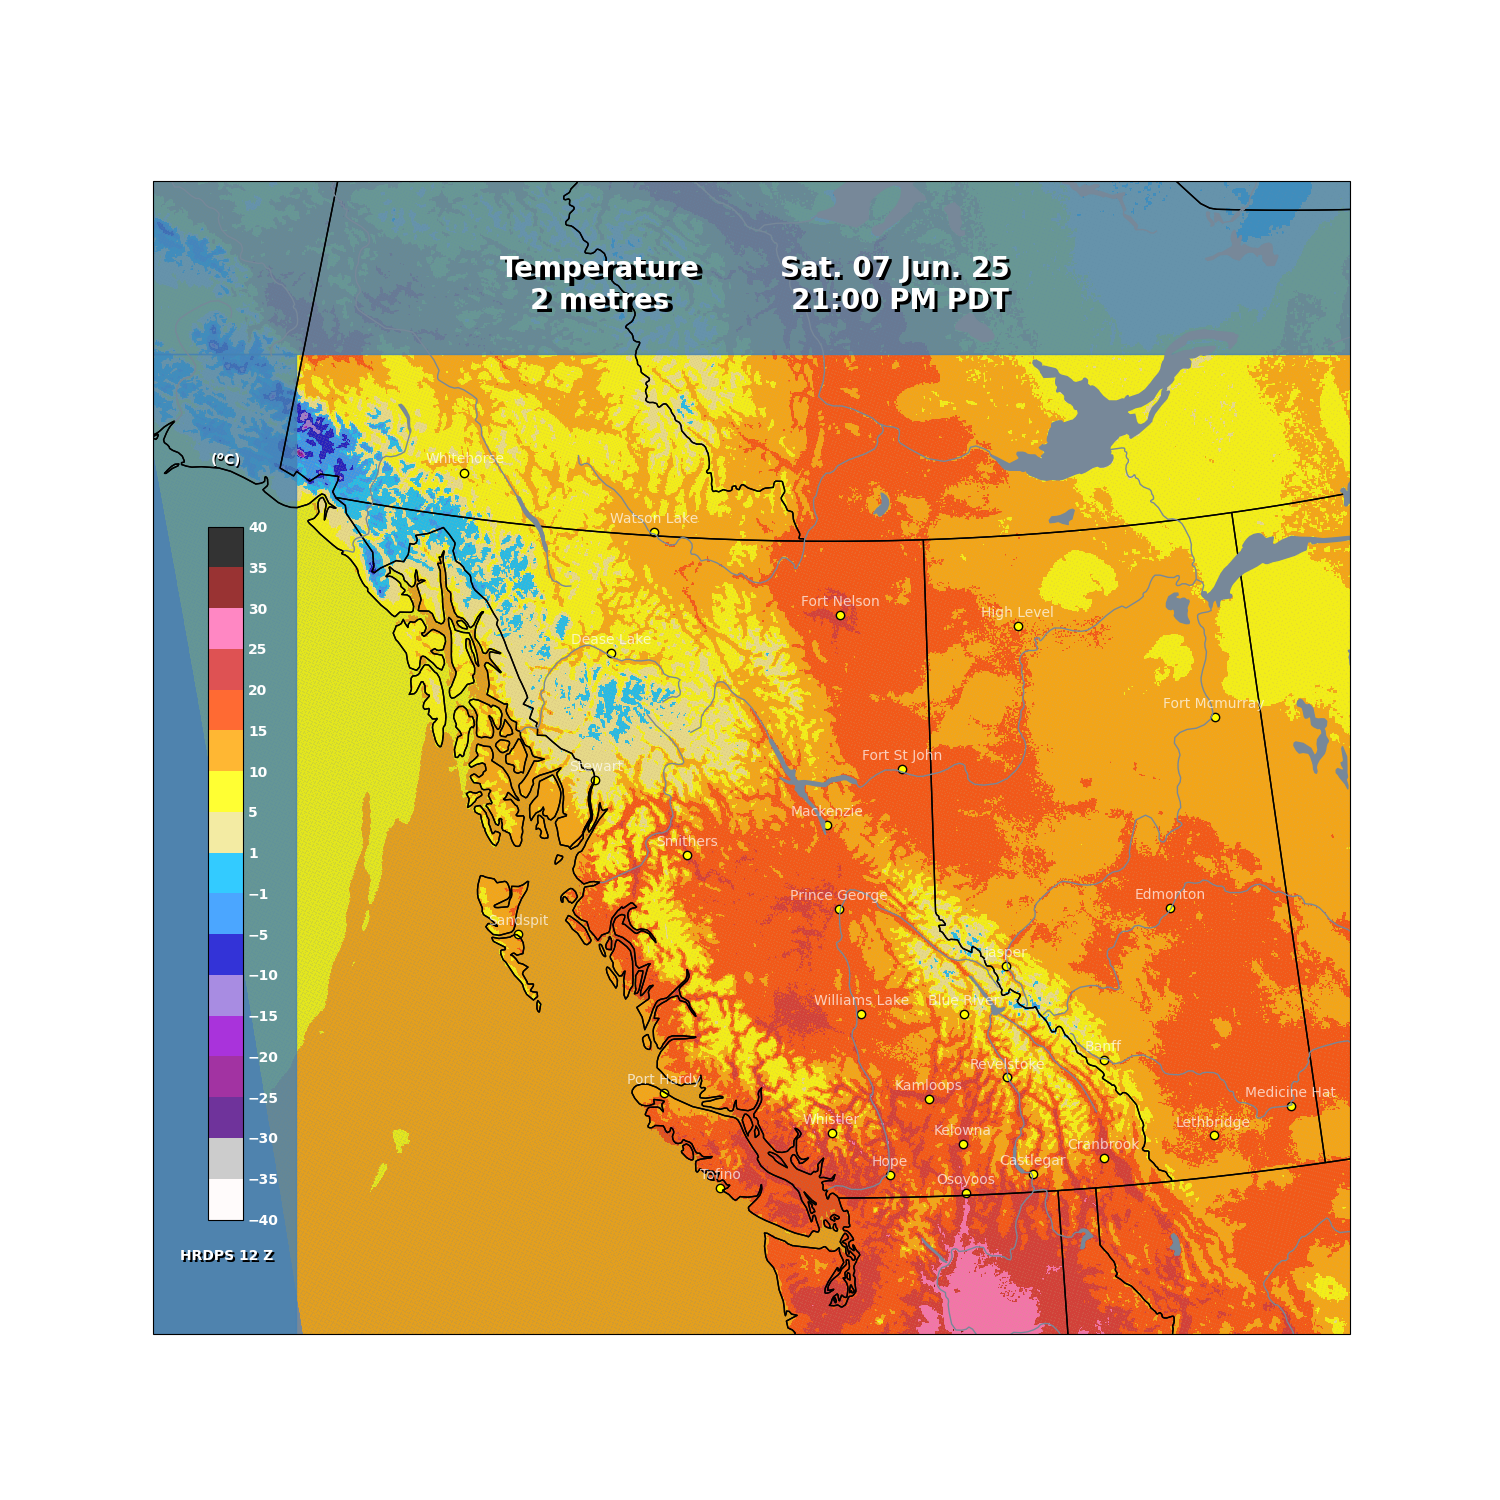 Temperature
2 metres
Sat. 07 Jun. 25
21:00 PM PDT
(°C)
40
35
30
25
20
15
10
5
1
−1
−5
−10
−15
−20
−25
−30
−35
−40
HRDPS 12 Z
Whitehorse
Watson Lake
Fort Nelson
High Level
Dease Lake
Fort Mcmurray
Fort St John
Stewart
Mackenzie
Smithers
Prince George
Edmonton
Sandspit
Jasper
Williams Lake
Blue River
Banff
Revelstoke
Port Hardy
Kamloops
Medicine Hat
Whistler
Lethbridge
Kelowna
Cranbrook
Hope
Castlegar
Tofino
Osoyoos